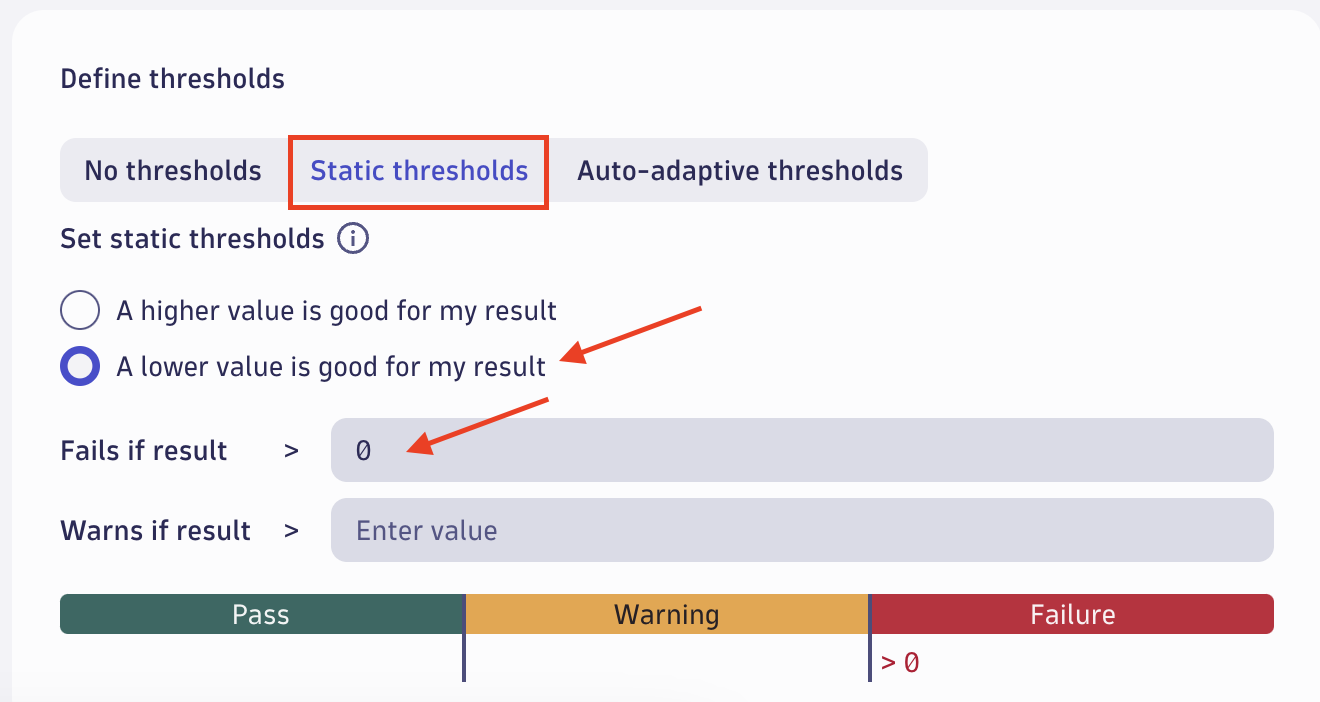 Define thresholds
No thresholds Static thresholds Auto-adaptive thresholds
Set static thresholds i
A higher value is good for my result
A lower value is good for my result
Fails if result > 0
Warns if result > Enter value
Pass Warning Failure
> 0